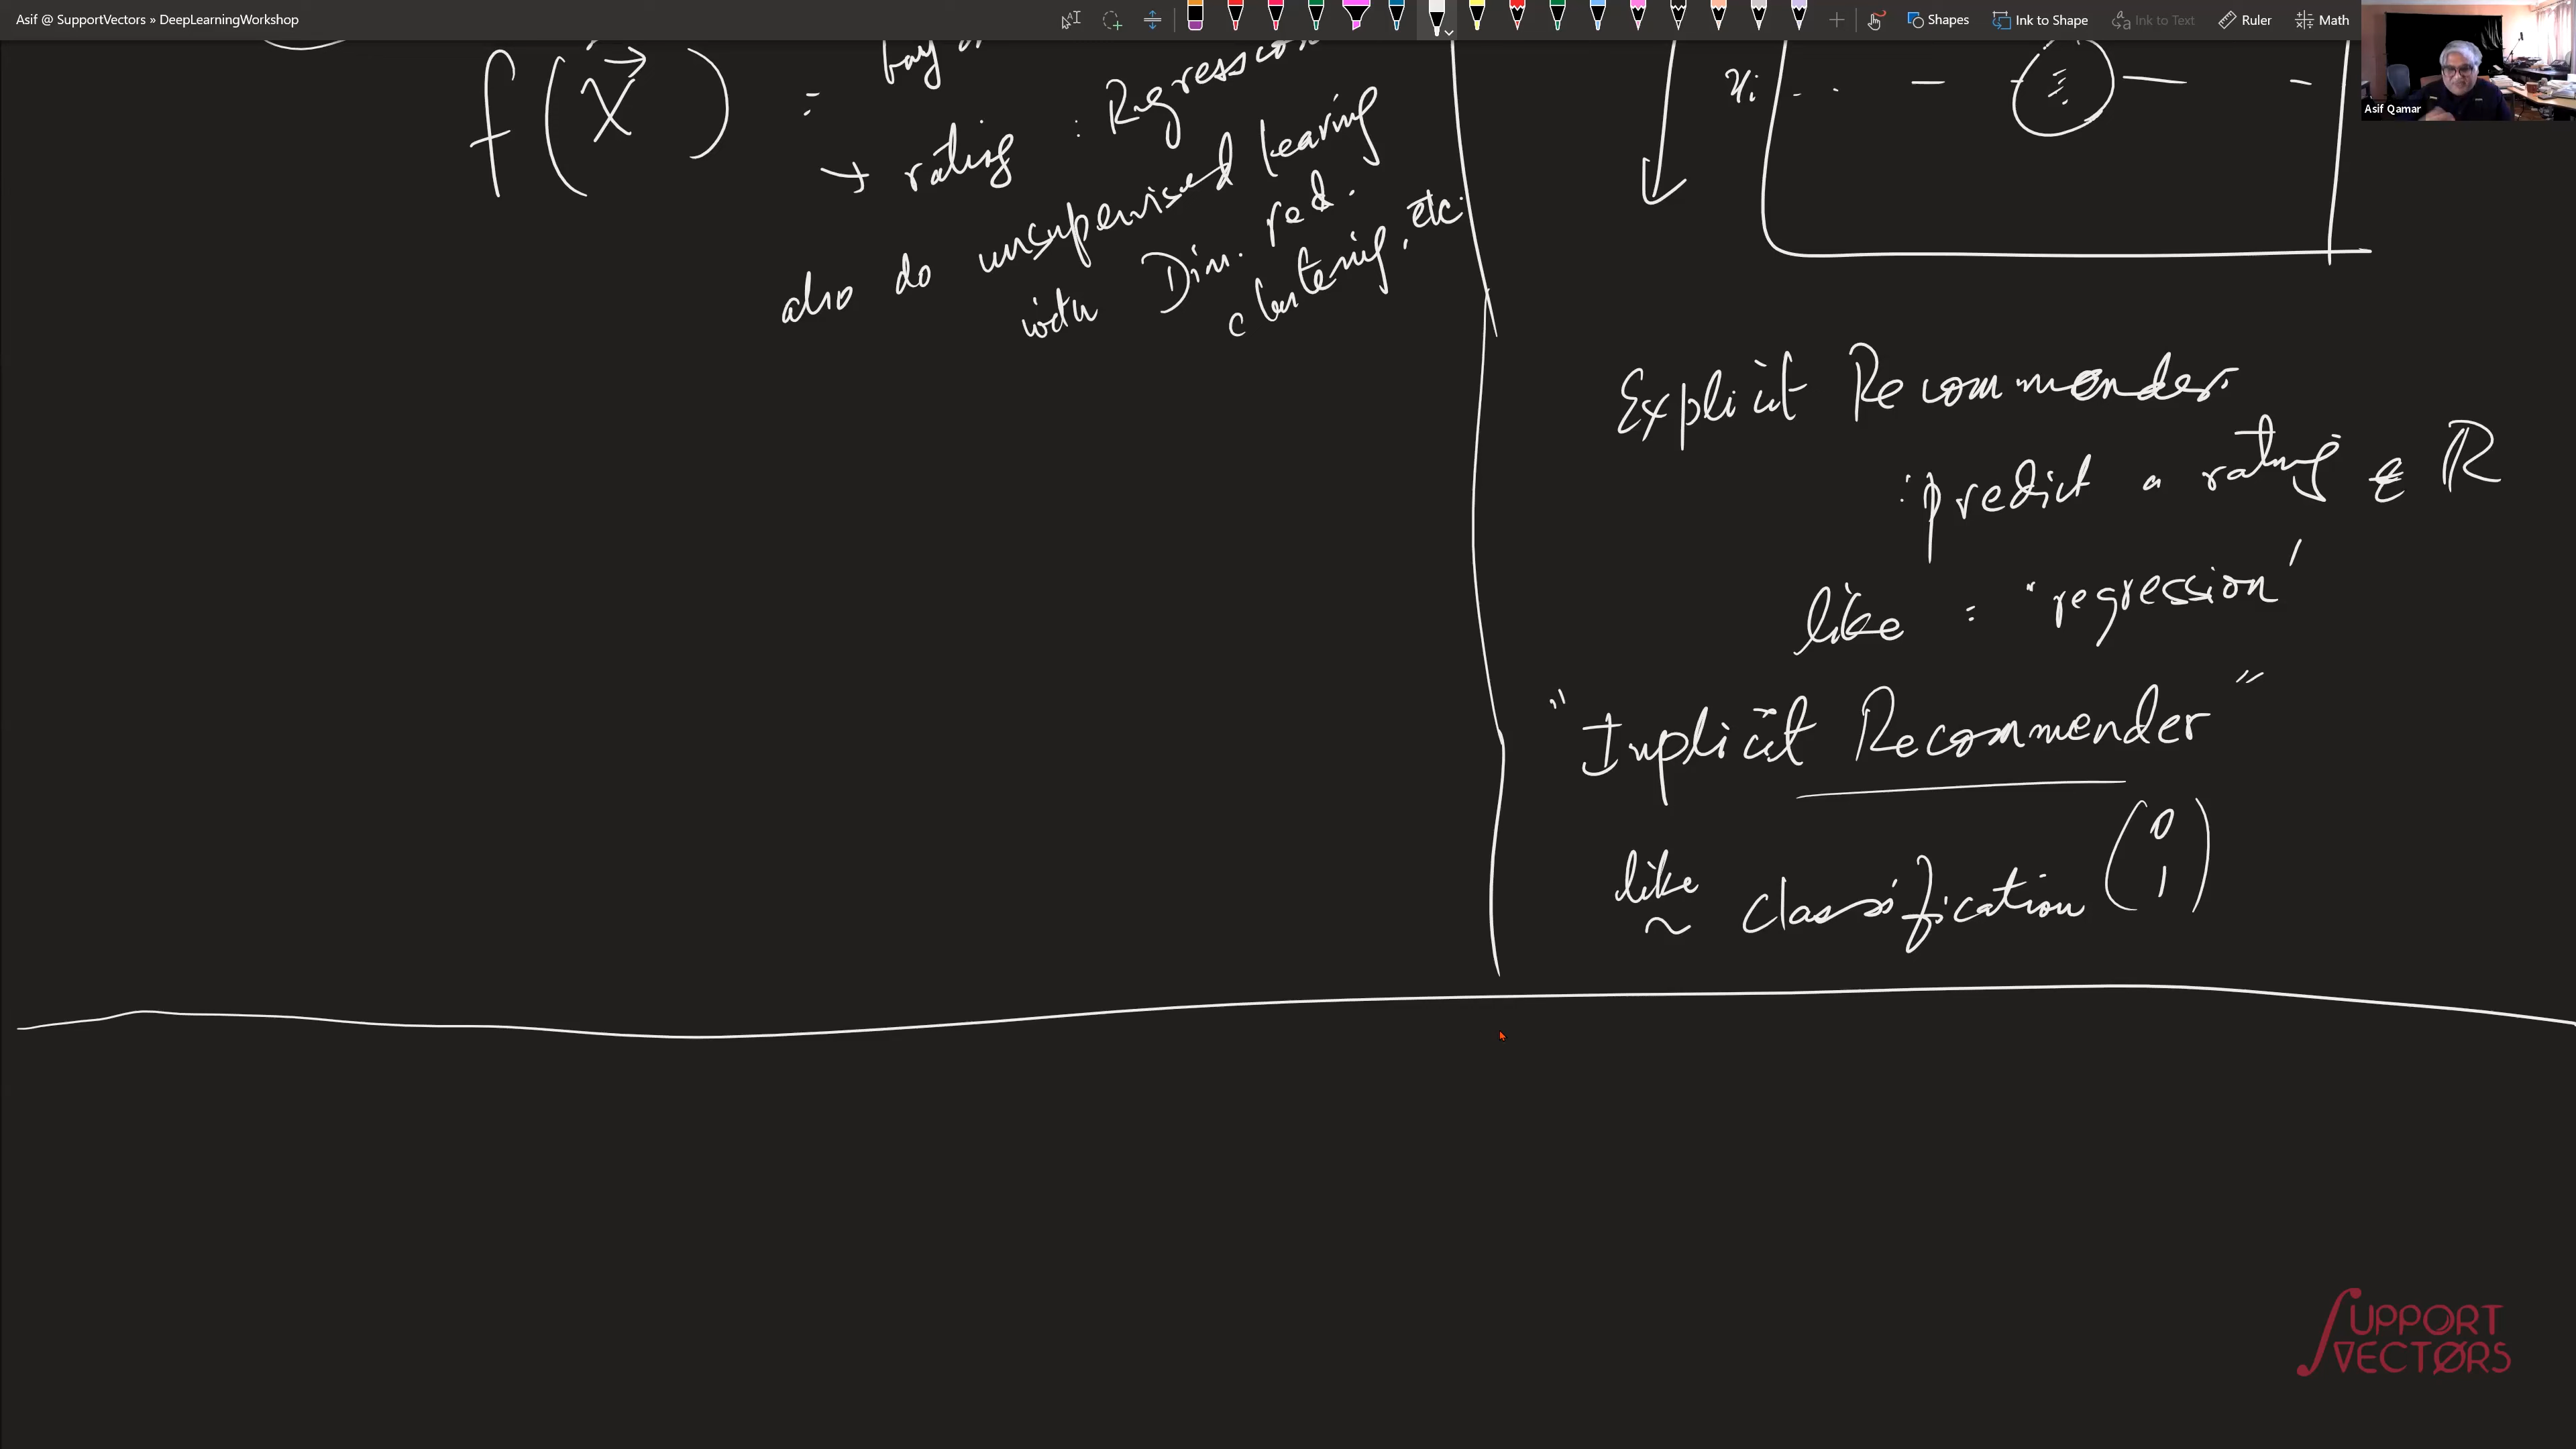 Asif @ SupportVectors » DeepLearningWorkshop
Shapes
Ink to Shape
Ink to Text
Ruler
Math
Asif Qamar
f(X) :
→ rating : Regression
also do unsupervised learning
with Dim. red.
clustering, etc.
xi
Explicit Recommender
: predict a rating ∈ ℝ
like : "regression'
"Implicit Recommender"
like
~ classification (0 1)
SUPPORT
VECTORS